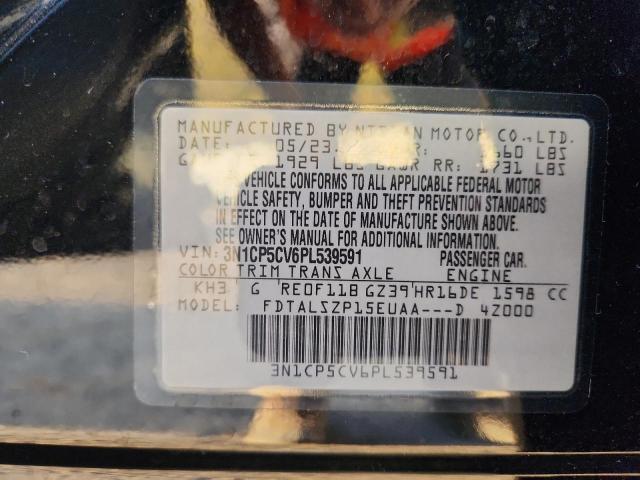 MANUFACTURED BY NISSAN MOTOR CO.,LTD.
DATE: 05/23 LBS
1929 LBS GAWR RR: 1731 LBS
VEHICLE CONFORMS TO ALL APPLICABLE FEDERAL MOTOR
VEHICLE SAFETY, BUMPER AND THEFT PREVENTION STANDARDS
IN EFFECT ON THE DATE OF MANUFACTURE SHOWN ABOVE.
SEE OWNER'S MANUAL FOR ADDITIONAL INFORMATION.
VIN: 3N1CP5CV6PL539591 PASSENGER CAR.
COLOR TRIM TRANS AXLE ENGINE
KH3 G RE0F11B GZ39 HR16DE 1598 CC
MODEL: FDTALSZP15EUAA---D 4Z000
3N1CP5CV6PL539591